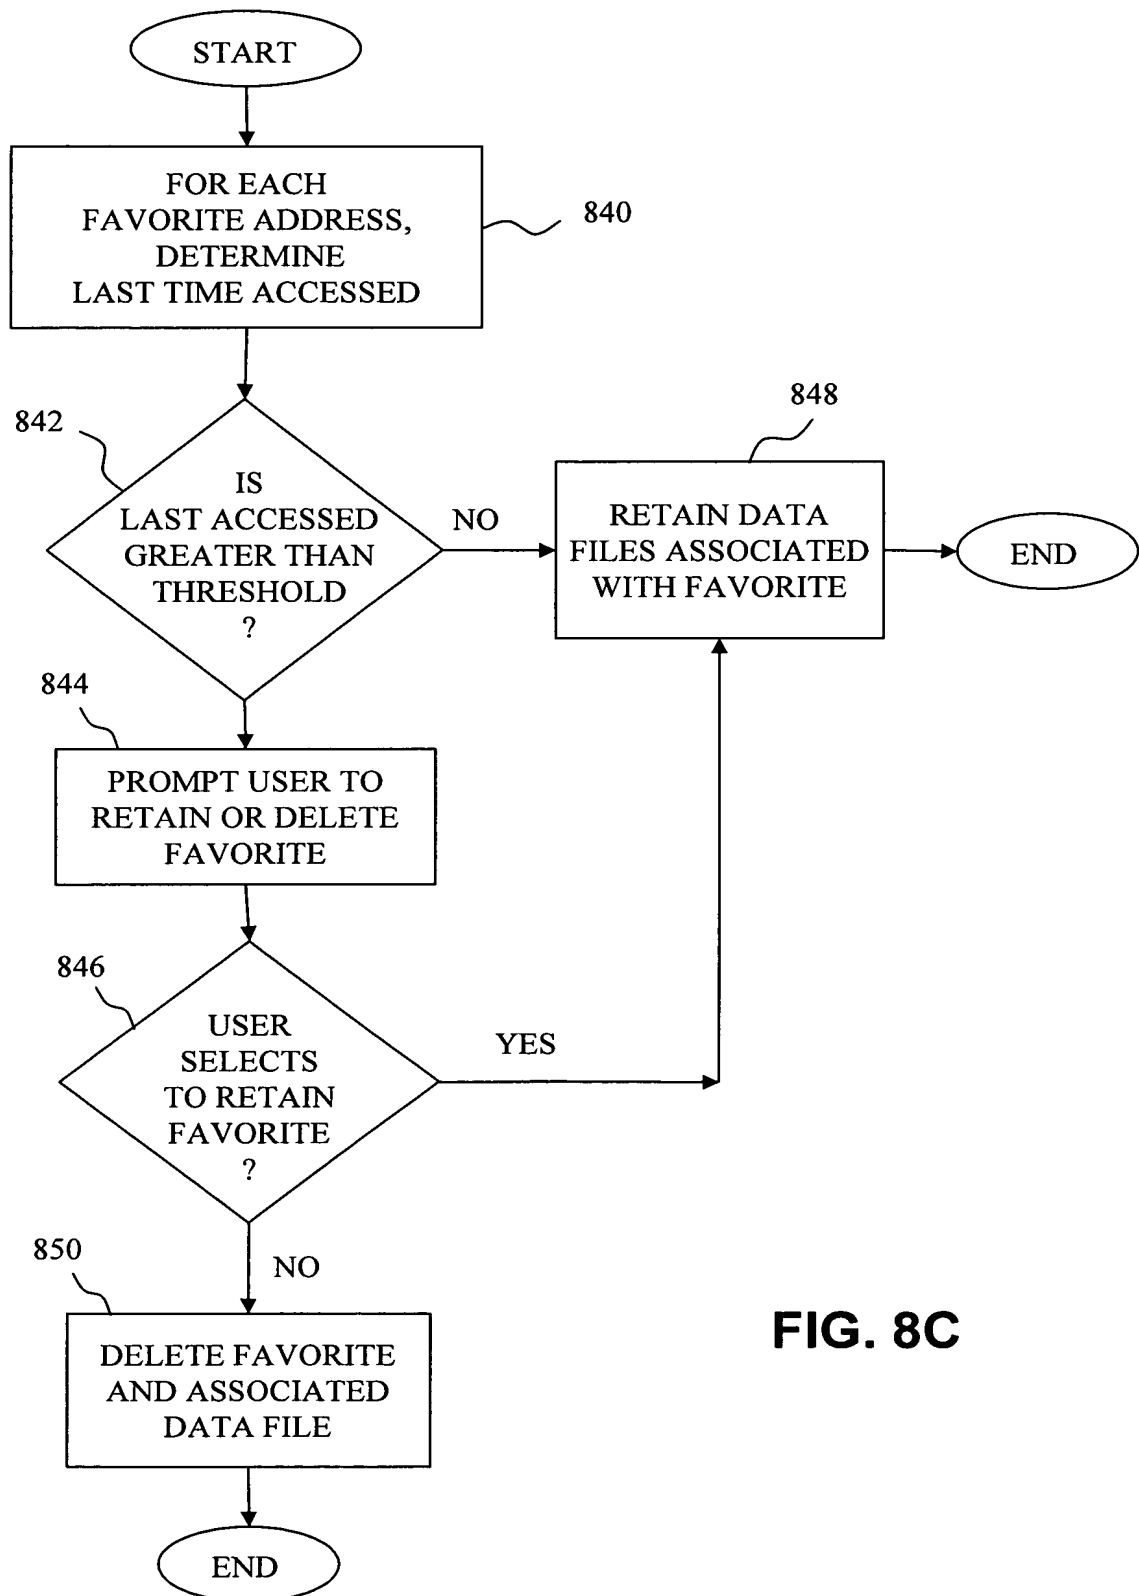 START
FOR EACH
FAVORITE ADDRESS,
DETERMINE
LAST TIME ACCESSED
840
842
IS
LAST ACCESSED
GREATER THAN
THRESHOLD
?
NO
848
RETAIN DATA
FILES ASSOCIATED
WITH FAVORITE
END
844
PROMPT USER TO
RETAIN OR DELETE
FAVORITE
846
USER
SELECTS
TO RETAIN
FAVORITE
?
YES
NO
850
DELETE FAVORITE
AND ASSOCIATED
DATA FILE
END
FIG. 8C